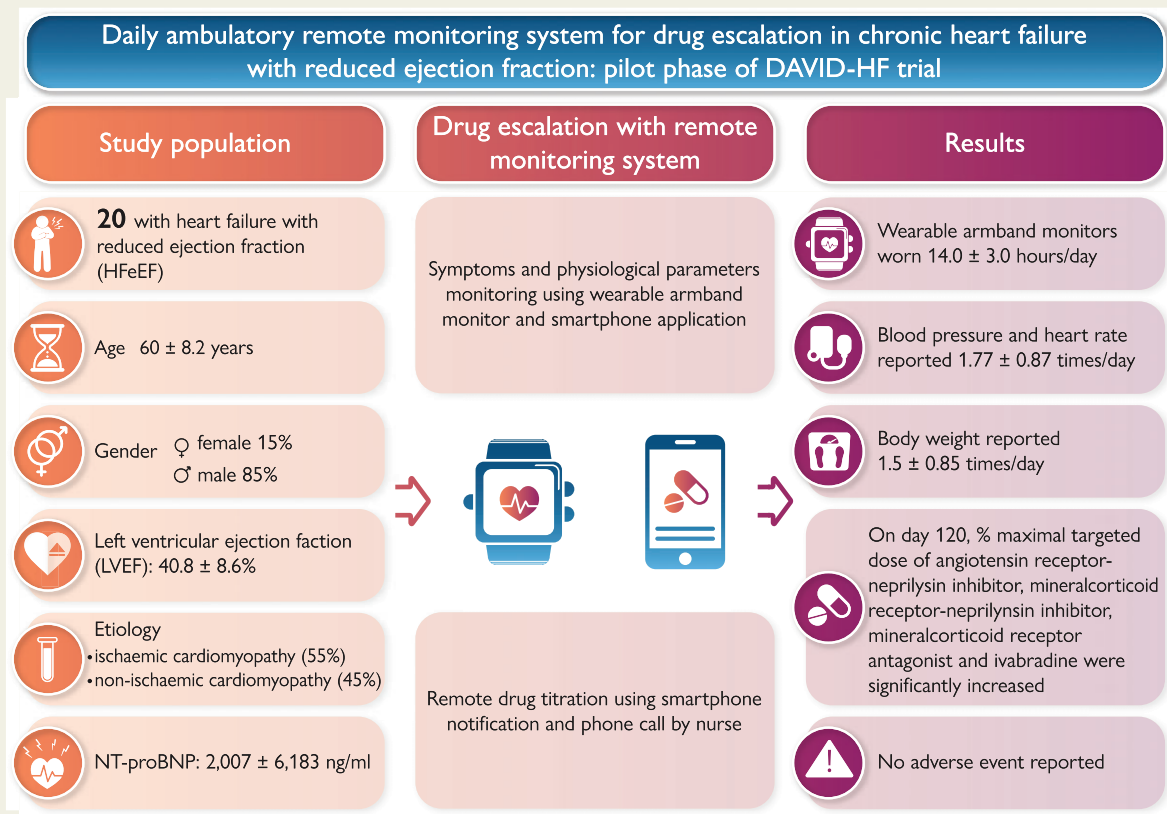 Daily ambulatory remote monitoring system for drug escalation in chronic heart failure
with reduced ejection fraction: pilot phase of DAVID-HF trial
Study population
20 with heart failure with
reduced ejection fraction
(HFeEF)
Age 60 ± 8.2 years
Gender ♀ female 15%
♂ male 85%
Left ventricular ejection faction
(LVEF): 40.8 ± 8.6%
Etiology
•ischaemic cardiomyopathy (55%)
•non-ischaemic cardiomyopathy (45%)
NT-proBNP: 2,007 ± 6,183 ng/ml
Drug escalation with remote
monitoring system
Symptoms and physiological parameters
monitoring using wearable armband
monitor and smartphone application
Remote drug titration using smartphone
notification and phone call by nurse
Results
Wearable armband monitors
worn 14.0 ± 3.0 hours/day
Blood pressure and heart rate
reported 1.77 ± 0.87 times/day
Body weight reported
1.5 ± 0.85 times/day
On day 120, % maximal targeted
dose of angiotensin receptor-
neprilysin inhibitor, mineralcorticoid
receptor-neprilynsin inhibitor,
mineralcorticoid receptor
antagonist and ivabradine were
significantly increased
No adverse event reported